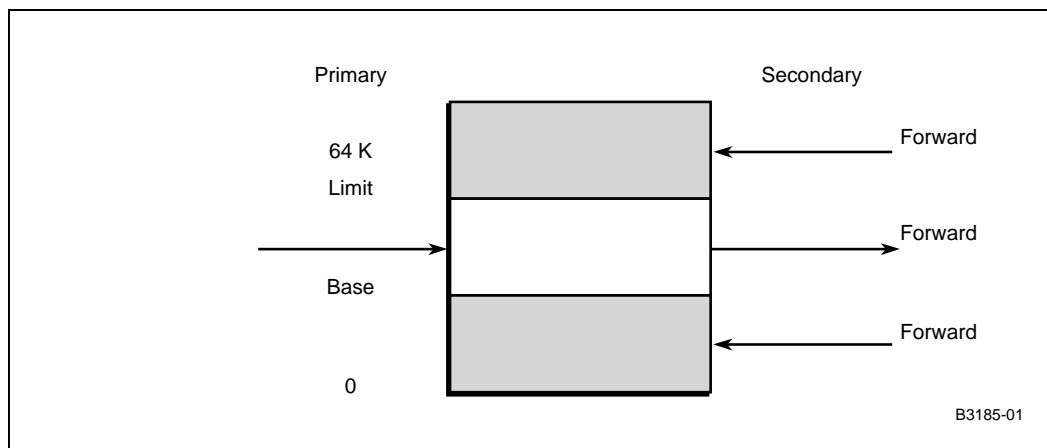 Primary
Secondary
64 K
Forward
Limit
Forward
Base
Forward
0
B3185-01